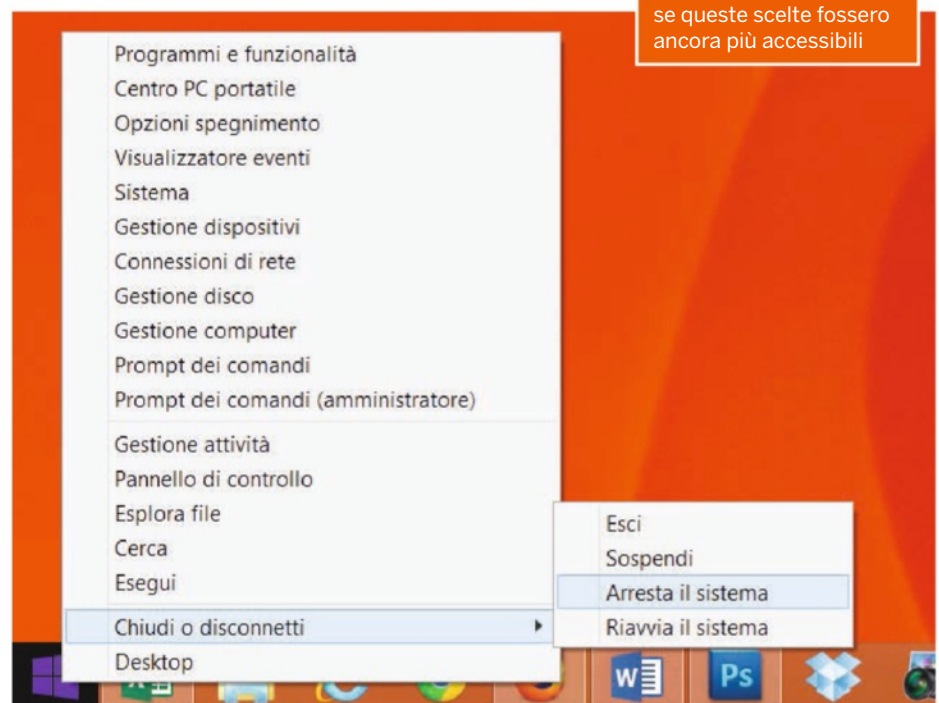 se queste scelte fossero
ancora più accessibili
Programmi e funzionalità
Centro PC portatile
Opzioni spegnimento
Visualizzatore eventi
Sistema
Gestione dispositivi
Connessioni di rete
Gestione disco
Gestione computer
Prompt dei comandi
Prompt dei comandi (amministratore)
Gestione attività
Pannello di controllo
Esplora file
Cerca
Esegui
Chiudi o disconnetti
Desktop
Esci
Sospendi
Arresta il sistema
Riavvia il sistema
W
Ps